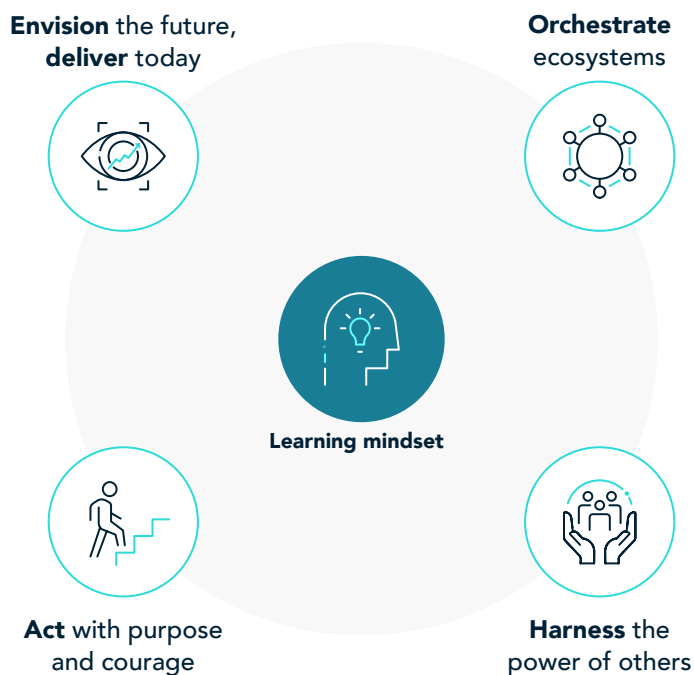 Envision the future,
deliver today
Orchestrate
ecosystems
Learning mindset
Act with purpose
and courage
Harness the
power of others